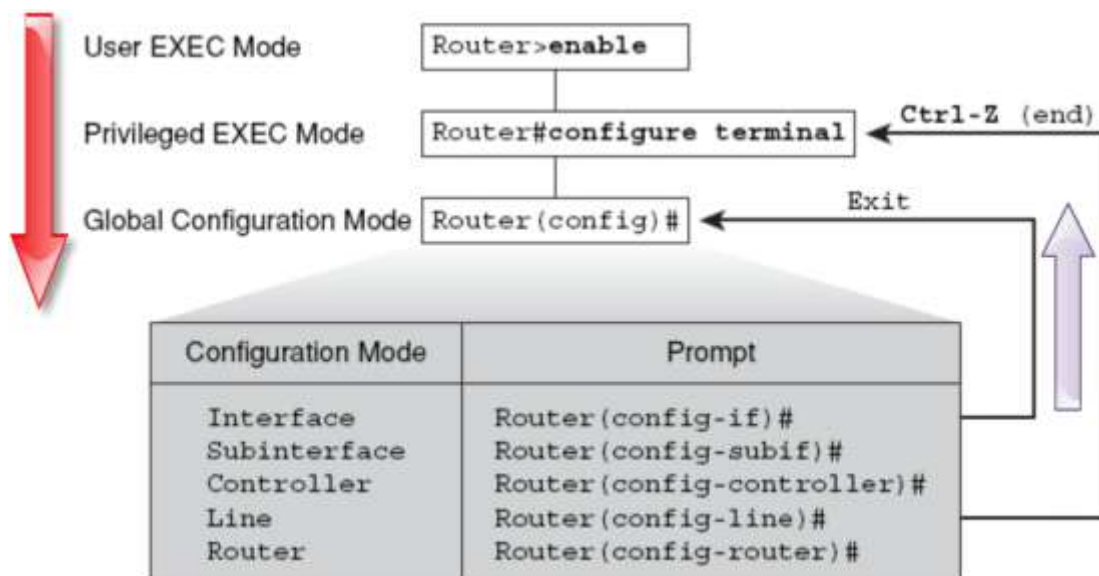 User EXEC Mode Router>enable
Privileged EXEC Mode Router#configure terminal Ctrl-Z (end)
Global Configuration Mode Router(config)# Exit
Configuration Mode Prompt
Interface Router(config-if)#
Subinterface Router(config-subif)#
Controller Router(config-controller)#
Line Router(config-line)#
Router Router(config-router)#